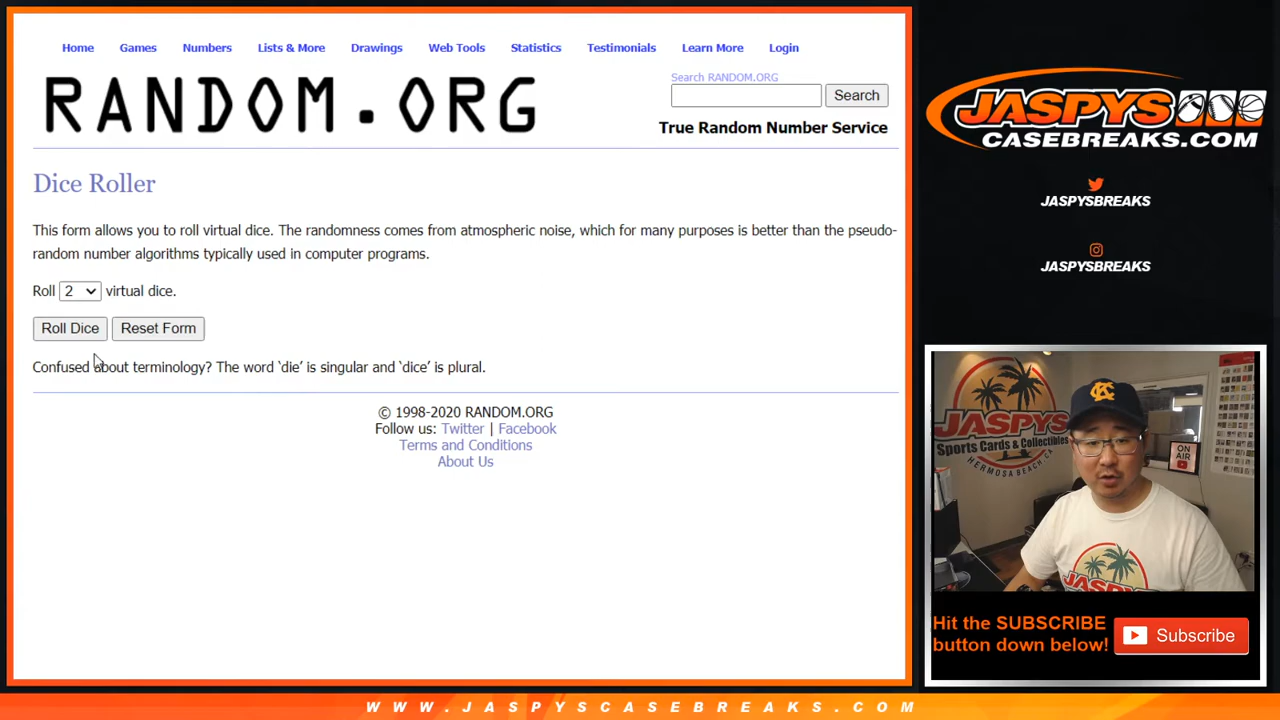 Home Games Numbers Lists & More Drawings Web Tools Statistics Testimonials Learn More Login
RANDOM.ORG
Search RANDOM.ORG
Search
True Random Number Service
Dice Roller
This form allows you to roll virtual dice. The randomness comes from atmospheric noise, which for many purposes is better than the pseudo-
random number algorithms typically used in computer programs.
Roll 2 virtual dice.
Roll Dice Reset Form
Confused about terminology? The word ‘die’ is singular and ‘dice’ is plural.
© 1998-2020 RANDOM.ORG
Follow us: Twitter | Facebook
Terms and Conditions
About Us
JASPYS
CASEBREAKS.COM
JASPYSBREAKS
JASPYSBREAKS
JASPYS
Sports Cards & Collectibles
HERMOSA BEACH, CA
KC
ON
AIR
JASPYS
Hit the SUBSCRIBE
button down below!
Subscribe
WWW.JASPYSCASEBREAKS.COM